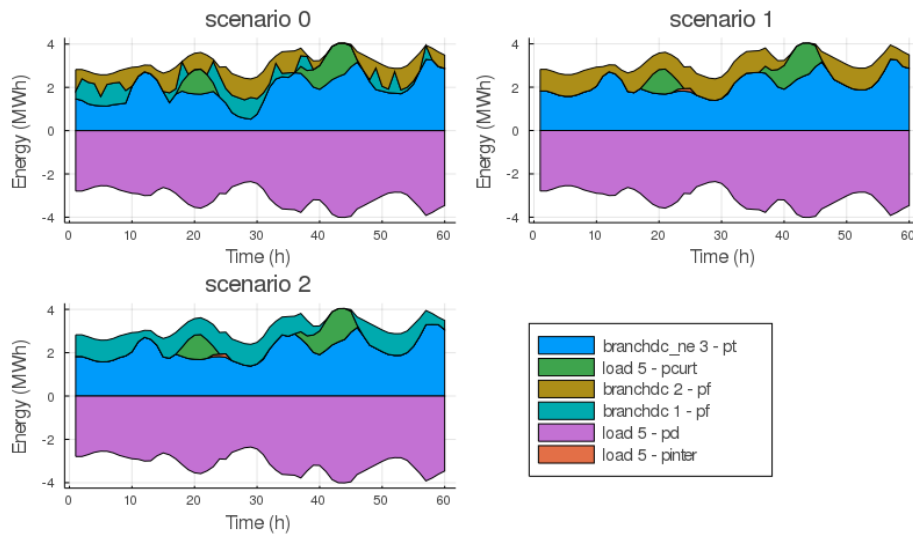 scenario 0
4
2
0
-2
-4
Energy (MWh)
0 10 20 30 40 50 60
Time (h)
scenario 1
4
2
0
-2
-4
Energy (MWh)
0 10 20 30 40 50 60
Time (h)
scenario 2
4
2
0
-2
-4
Energy (MWh)
0 10 20 30 40 50 60
Time (h)
branchdc_ne 3 - pt
load 5 - pcurt
branchdc 2 - pf
branchdc 1 - pf
load 5 - pd
load 5 - pinter